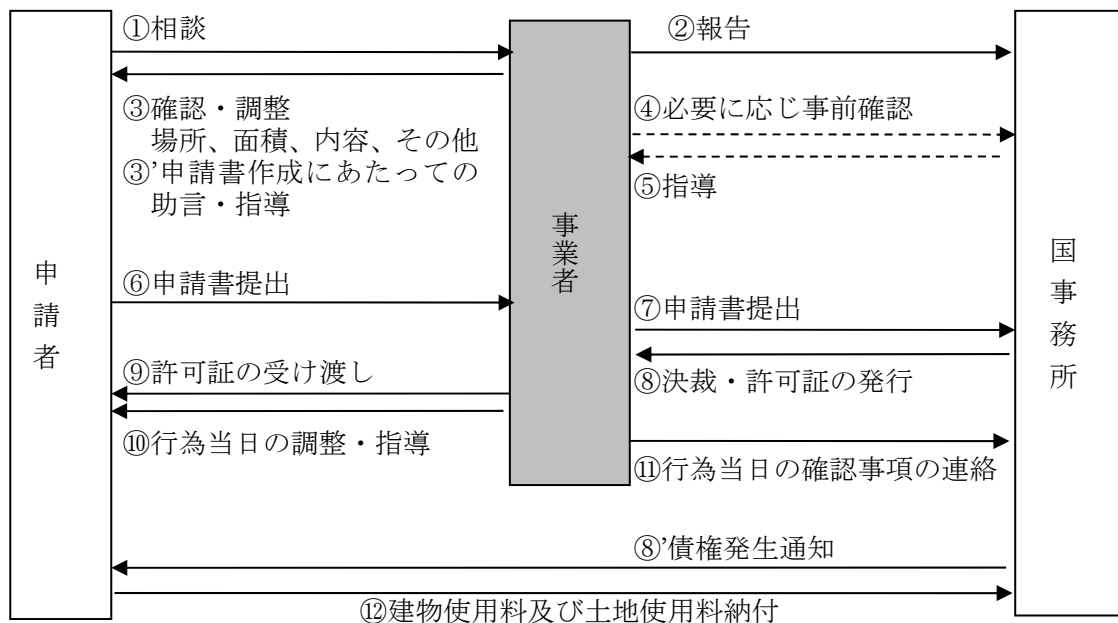 ①相談
②報告
③確認・調整
場所、面積、内容、その他
③’申請書作成にあたっての
助言・指導
④必要に応じ事前確認
⑤指導
申請者
事業者
国事務所
⑥申請書提出
⑦申請書提出
⑧決裁・許可証の発行
⑨許可証の受け渡し
⑩行為当日の調整・指導
⑪行為当日の確認事項の連絡
⑧’債権発生通知
⑫建物使用料及び土地使用料納付